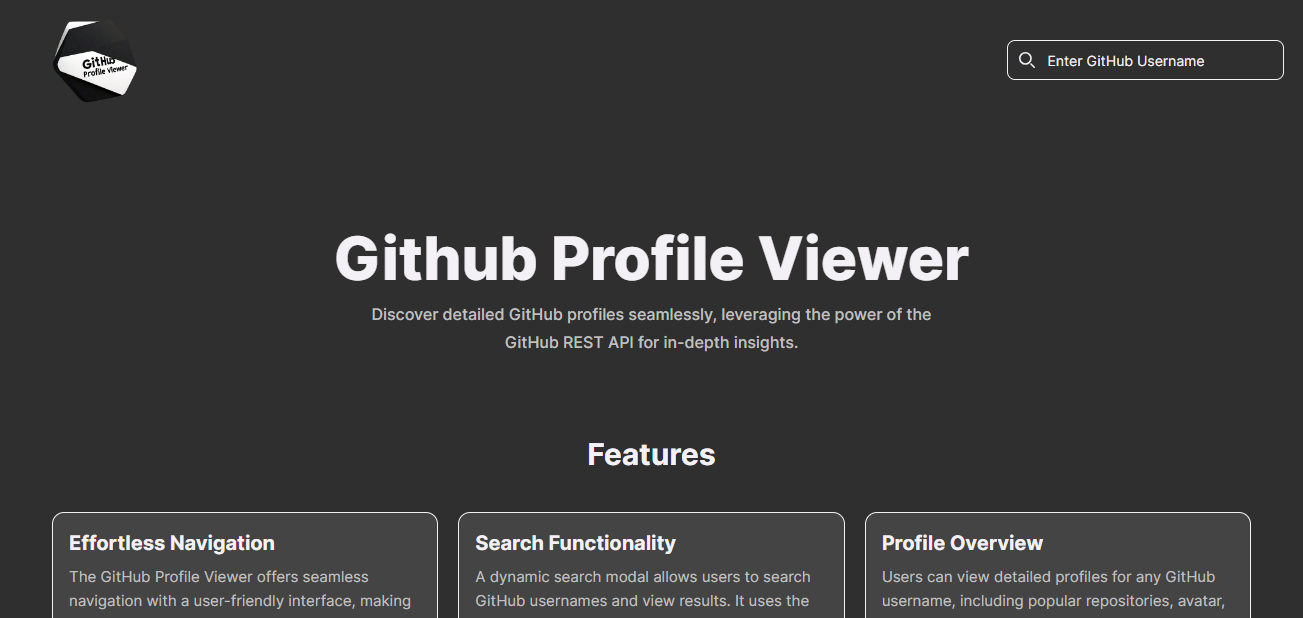 GitHub
Profile Viewer
Enter GitHub Username
Github Profile Viewer
Discover detailed GitHub profiles seamlessly, leveraging the power of the
GitHub REST API for in-depth insights.
Features
Effortless Navigation
The GitHub Profile Viewer offers seamless
navigation with a user-friendly interface, making
Search Functionality
A dynamic search modal allows users to search
GitHub usernames and view results. It uses the
Profile Overview
Users can view detailed profiles for any GitHub
username, including popular repositories, avatar,